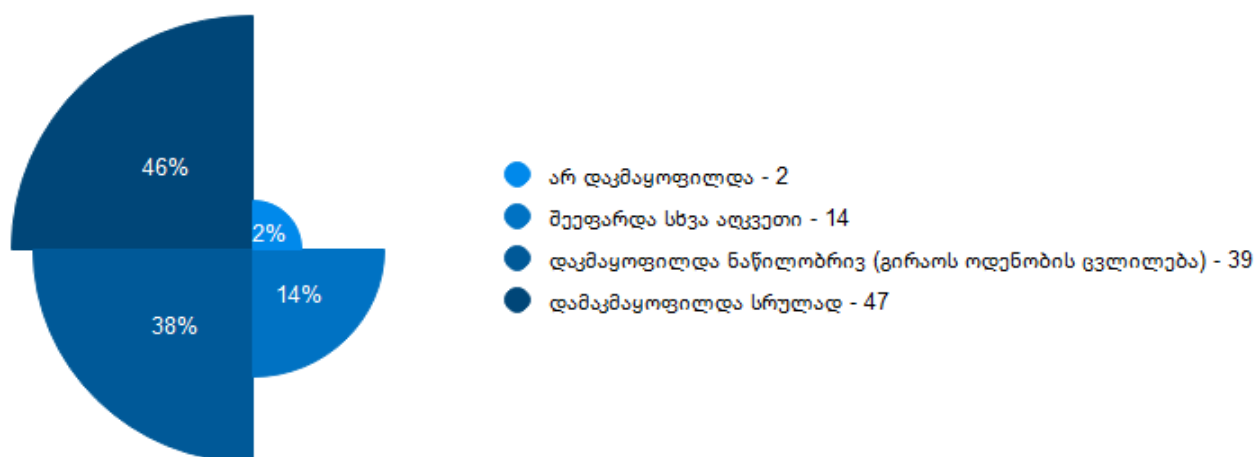 46%
2%
38%
14%
არ დაკმაყოფილდა - 2
შეეფარდა სხვა აღკვეთი - 14
დაკმაყოფილდა ნაწილობრივ (გირაოს ოდენობის ცვლილება) - 39
დამაკმაყოფილდა სრულად - 47